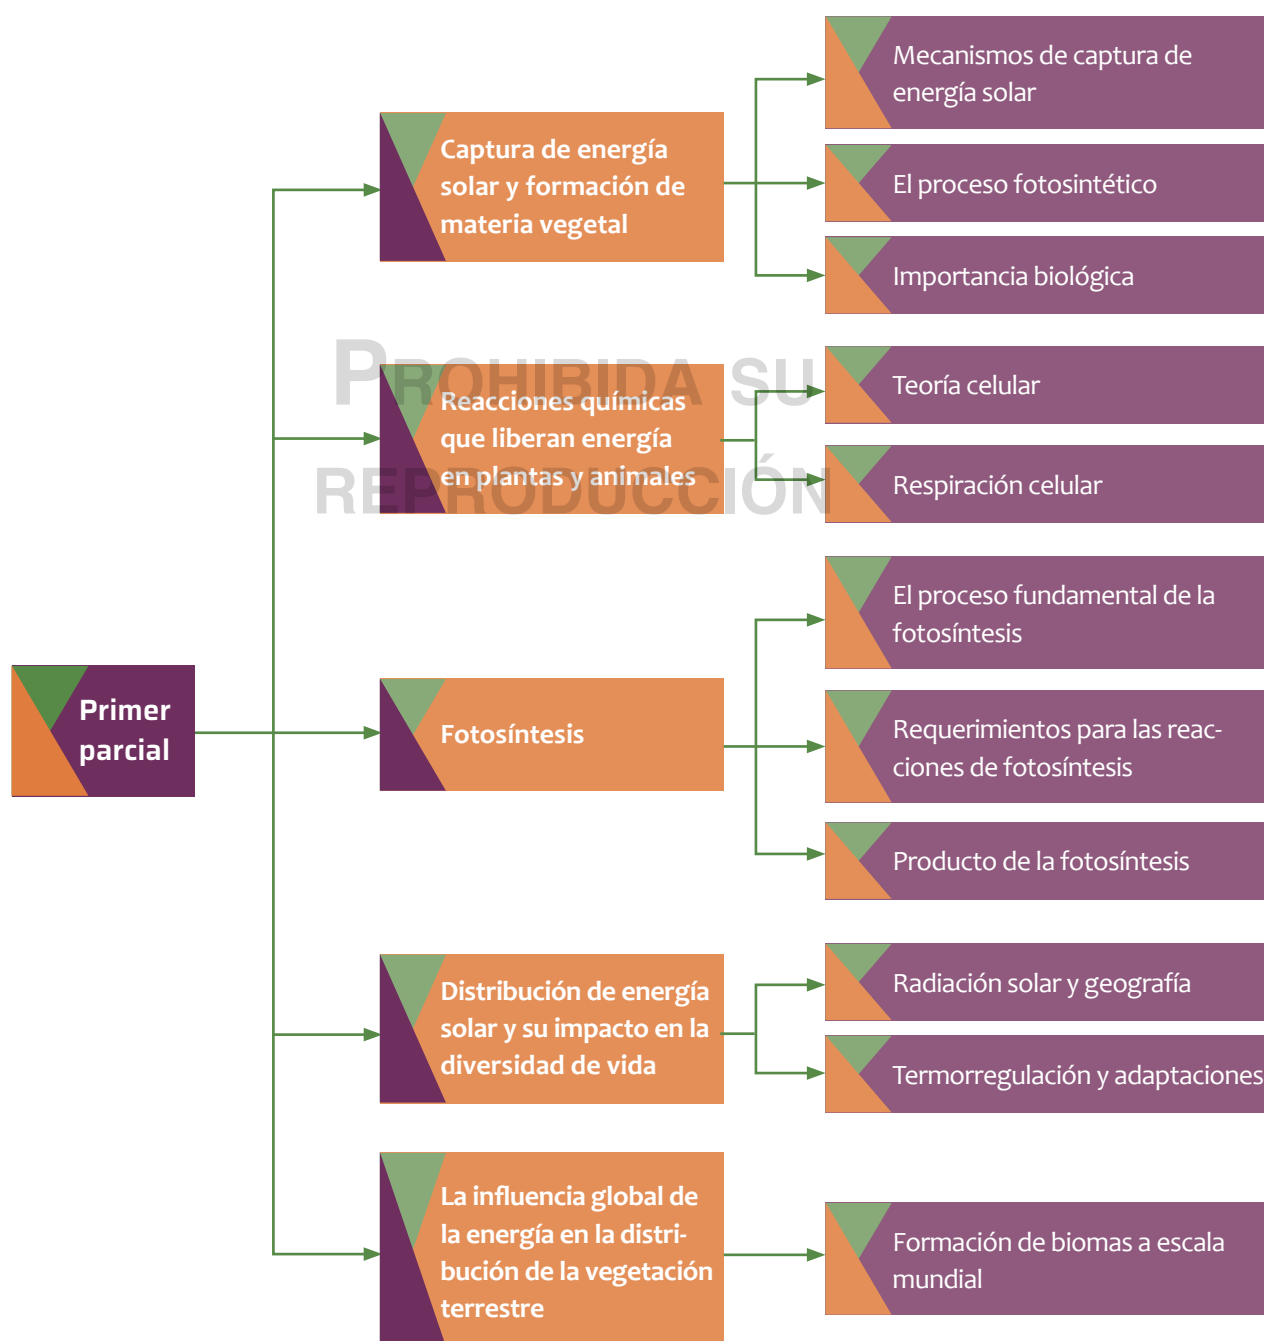 Primer
parcial
Captura de energía
solar y formación de
materia vegetal
Mecanismos de captura de
energía solar
El proceso fotosintético
Importancia biológica
PROHIBIDA SU
REPRODUCCIÓN
Reacciones químicas
que liberan energía
en plantas y animales
Teoría celular
Respiración celular
Fotosíntesis
El proceso fundamental de la
fotosíntesis
Requerimientos para las reac-
ciones de fotosíntesis
Producto de la fotosíntesis
Distribución de energía
solar y su impacto en la
diversidad de vida
Radiación solar y geografía
Termorregulación y adaptaciones
La influencia global de
la energía en la distri-
bución de la vegetación
terrestre
Formación de biomas a escala
mundial